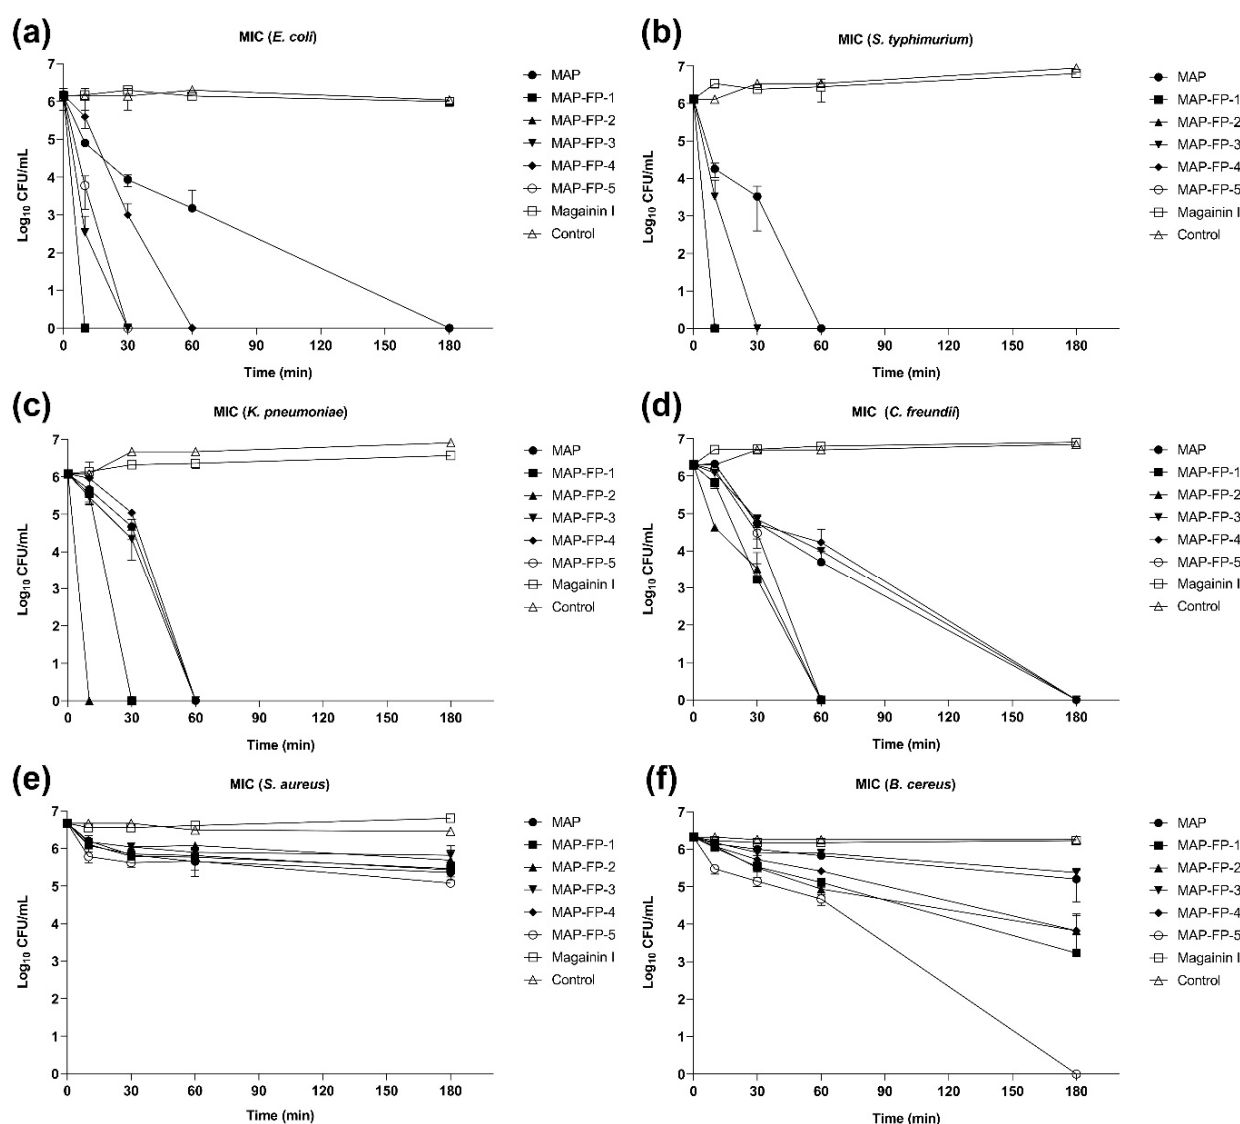 (a)
MIC (E. coli)
Log10 CFU/mL
7
6
5
4
3
2
1
0
0 30 60 90 120 150 180
Time (min)
MAP
MAP-FP-1
MAP-FP-2
MAP-FP-3
MAP-FP-4
MAP-FP-5
Magainin I
Control
(b)
MIC (S. typhimurium)
Log10 CFU/mL
7
6
5
4
3
2
1
0
0 30 60 90 120 150 180
Time (min)
MAP
MAP-FP-1
MAP-FP-2
MAP-FP-3
MAP-FP-4
MAP-FP-5
Magainin I
Control
(c)
MIC (K. pneumoniae)
Log10 CFU/mL
7
6
5
4
3
2
1
0
0 30 60 90 120 150 180
Time (min)
MAP
MAP-FP-1
MAP-FP-2
MAP-FP-3
MAP-FP-4
MAP-FP-5
Magainin I
Control
(d)
MIC (C. freundii)
Log10 CFU/mL
7
6
5
4
3
2
1
0
0 30 60 90 120 150 180
Time (min)
MAP
MAP-FP-1
MAP-FP-2
MAP-FP-3
MAP-FP-4
MAP-FP-5
Magainin I
Control
(e)
MIC (S. aureus)
Log10 CFU/mL
7
6
5
4
3
2
1
0
0 30 60 90 120 150 180
Time (min)
MAP
MAP-FP-1
MAP-FP-2
MAP-FP-3
MAP-FP-4
MAP-FP-5
Magainin I
Control
(f)
MIC (B. cereus)
Log10 CFU/mL
7
6
5
4
3
2
1
0
0 30 60 90 120 150 180
Time (min)
MAP
MAP-FP-1
MAP-FP-2
MAP-FP-3
MAP-FP-4
MAP-FP-5
Magainin I
Control